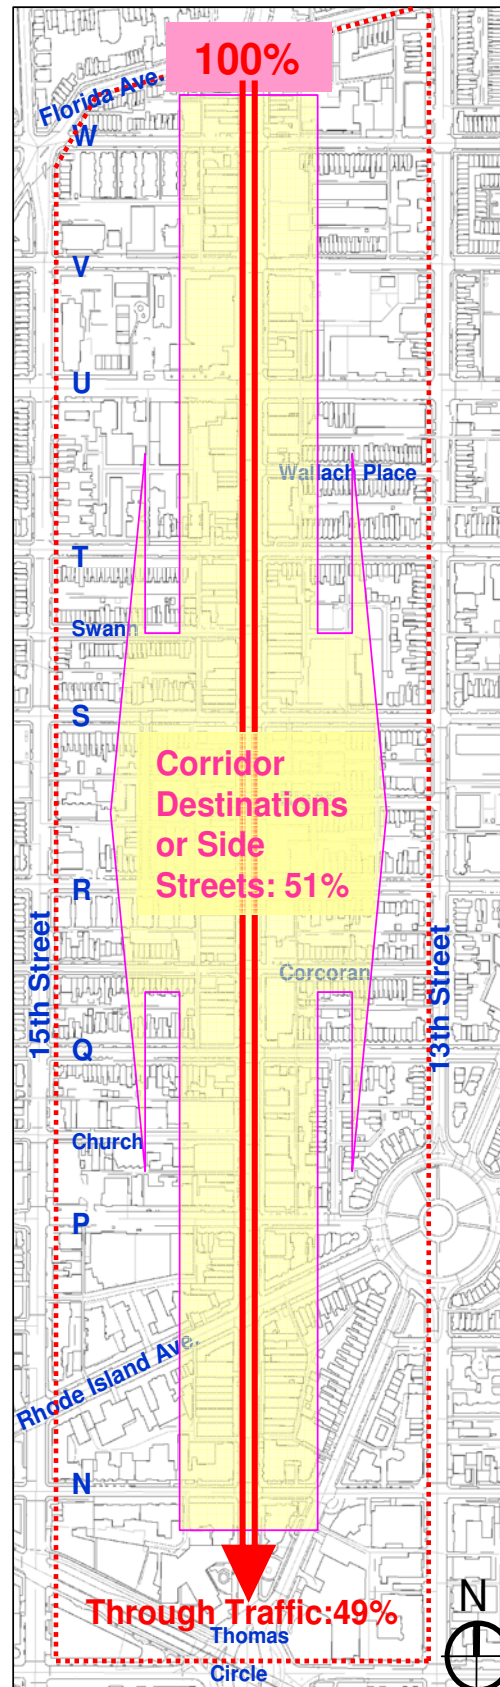 100%
Florida Ave.
W
V
U
Wallach Place
T
Swann
S
Corridor
Destinations
or Side
Streets: 51%
R
15th Street
13th Street
Corcoran
Q
Church
P
Rhode Island Ave.
N
Through Traffic:49%
Thomas
Circle
N